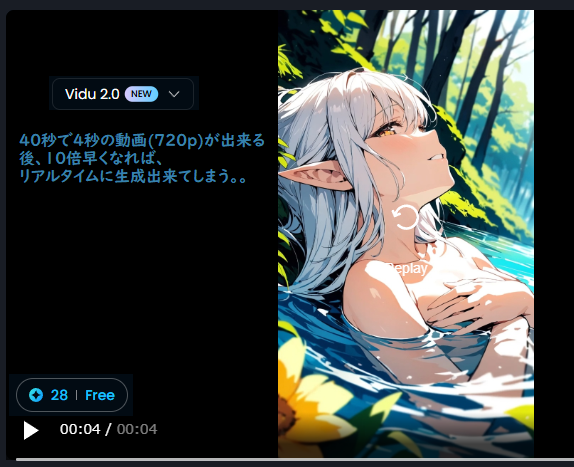 Vidu 2.0 NEW
40秒で4秒の動画(720p)が出来る
後、10倍早くなれば、
リアルタイムに生成出来てしまう。。
Replay
28 | Free
00:04 / 00:04